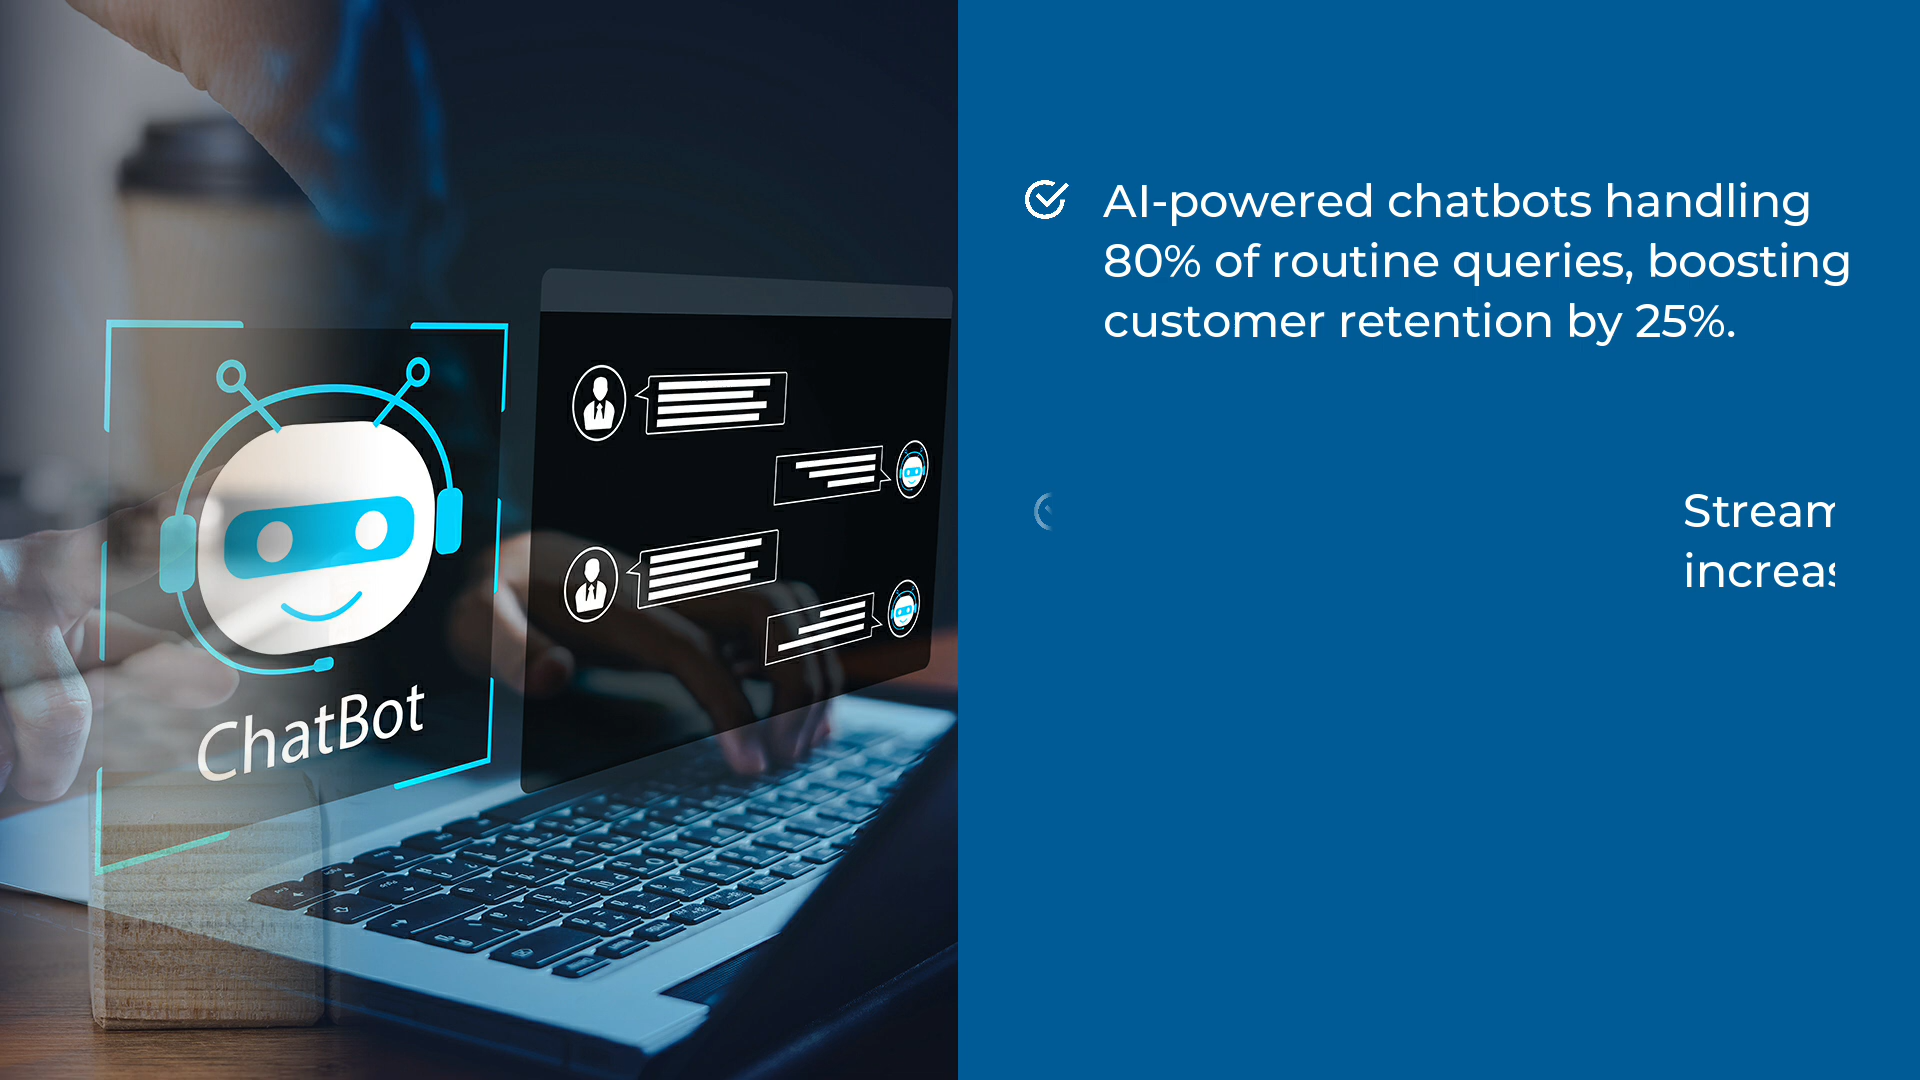 AI-powered chatbots handling
80% of routine queries, boosting
customer retention by 25%.
ChatBot